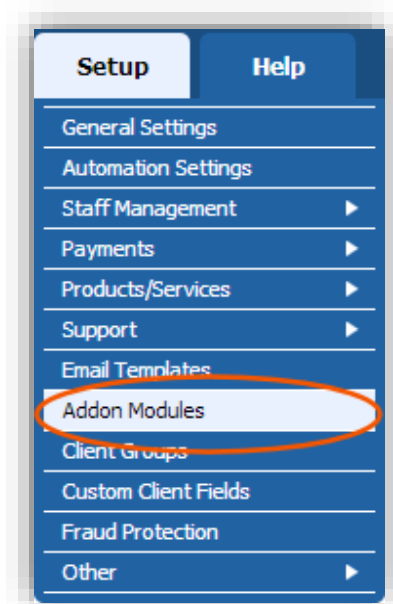 Setup Help
General Settings
Automation Settings
Staff Management
Payments
Products/Services
Support
Email Templates
Addon Modules
Client Groups
Custom Client Fields
Fraud Protection
Other